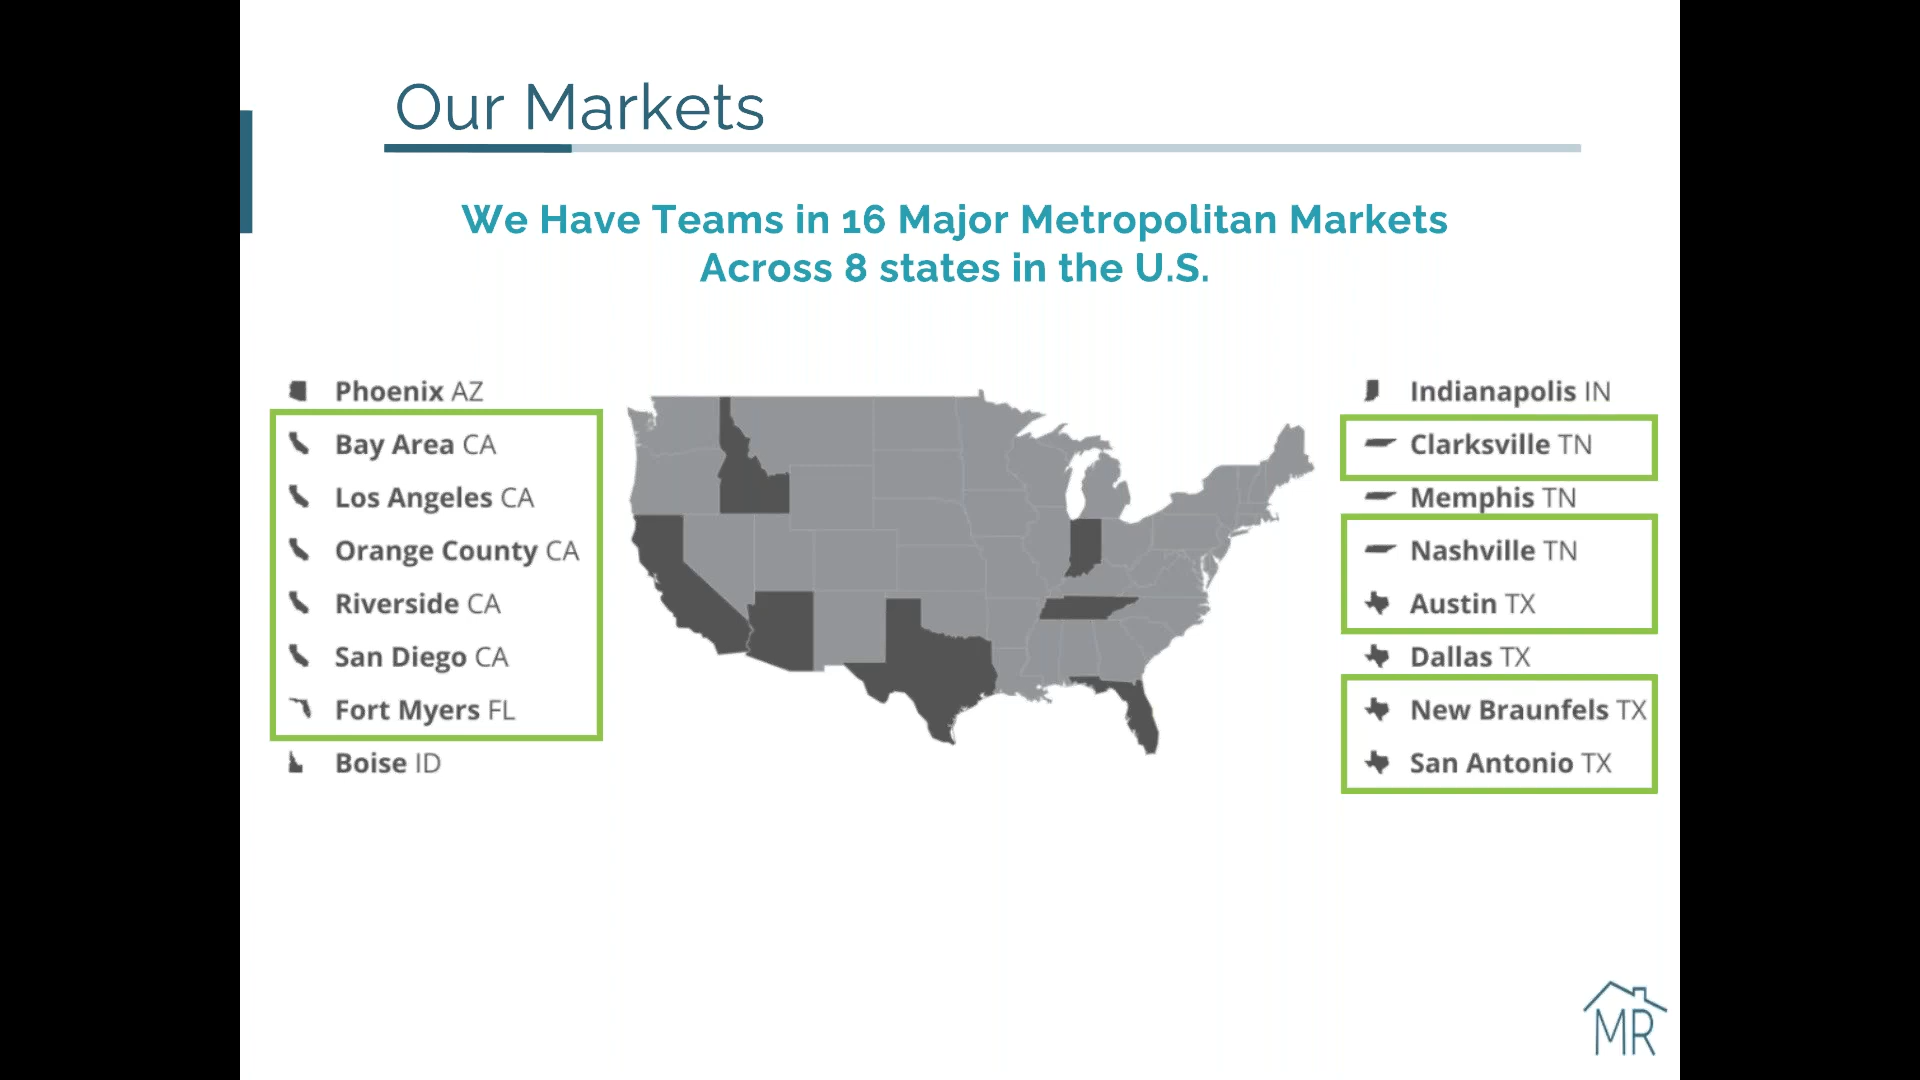 Our Markets
We Have Teams in 16 Major Metropolitan Markets
Across 8 states in the U.S.
Phoenix AZ
Bay Area CA
Los Angeles CA
Orange County CA
Riverside CA
San Diego CA
Fort Myers FL
Boise ID
Indianapolis IN
Clarksville TN
Memphis TN
Nashville TN
Austin TX
Dallas TX
New Braunfels TX
San Antonio TX
MR